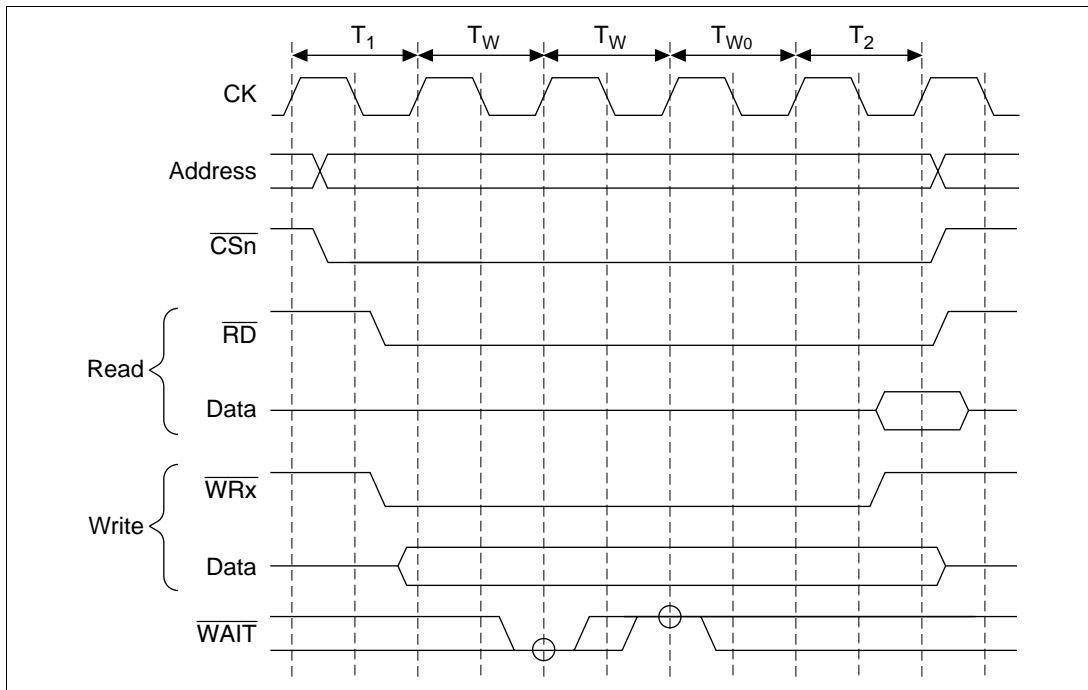 T1 TW TW TW0 T2
CK
Address
CSn
RD
Read
Data
WRx
Write
Data
WAIT